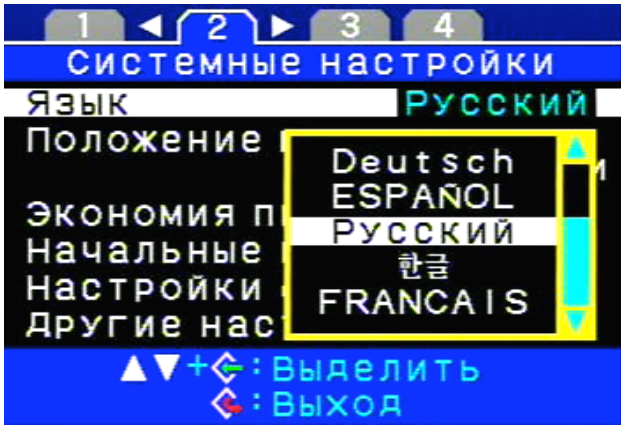 1 2 3 4
Системные настройки
Язык Русский
Положение
Deutsch
ESPAÑOL
Экономия
Русский
Начальные
한글
Настройки
FRANCAIS
Другие
▲▼+ : Выделить
: Выход